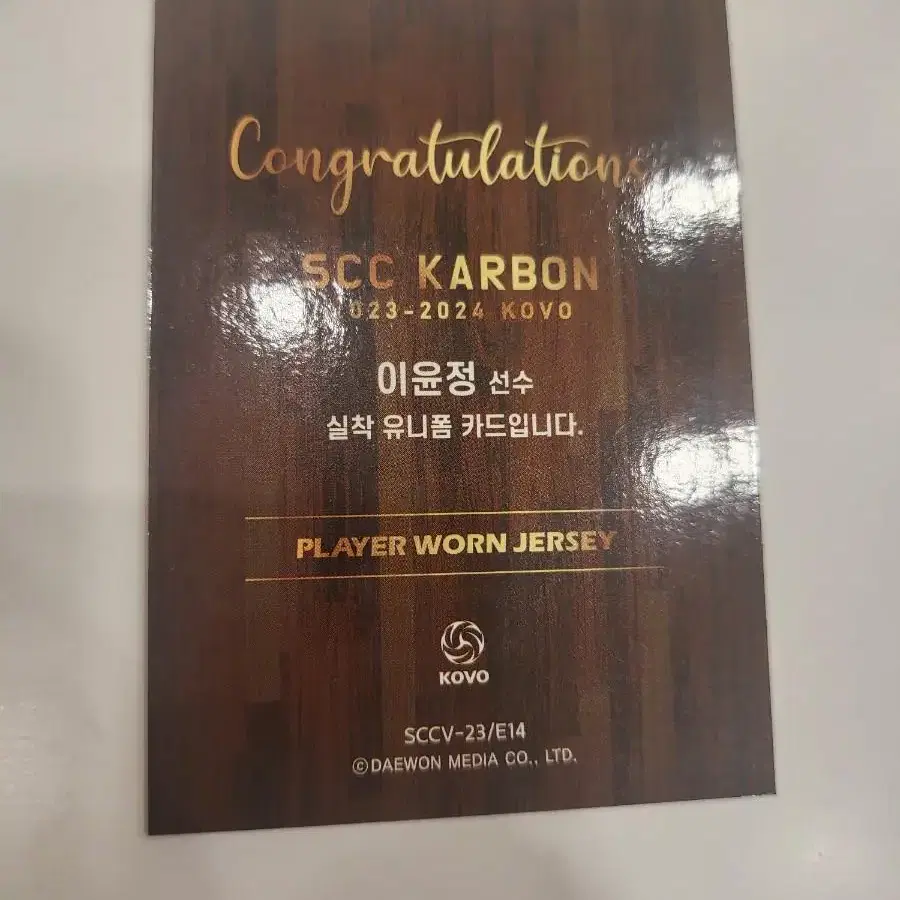 Congratulations
SCC KARBON
023-2024 KOVO
이윤정 선수
실착 유니폼 카드입니다.
PLAYER WORN JERSEY
KOVO
SCCV-23/E14
©DAEWON MEDIA CO., LTD.